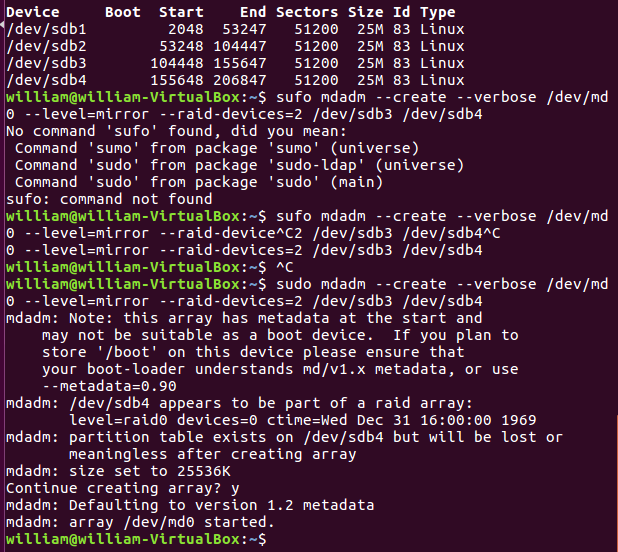 Device     Boot  Start    End Sectors Size Id Type
/dev/sdb1         2048  53247   51200  25M 83 Linux
/dev/sdb2        53248 104447   51200  25M 83 Linux
/dev/sdb3       104448 155647   51200  25M 83 Linux
/dev/sdb4       155648 206847   51200  25M 83 Linux
william@william-VirtualBox:~$ sufo mdadm --create --verbose /dev/md
0 --level=mirror --raid-devices=2 /dev/sdb3 /dev/sdb4
No command 'sufo' found, did you mean:
 Command 'sumo' from package 'sumo' (universe)
 Command 'sudo' from package 'sudo-ldap' (universe)
 Command 'sudo' from package 'sudo' (main)
sufo: command not found
william@william-VirtualBox:~$ sufo mdadm --create --verbose /dev/md
0 --level=mirror --raid-device^C2 /dev/sdb3 /dev/sdb4^C
0 --level=mirror --raid-devices=2 /dev/sdb3 /dev/sdb4
william@william-VirtualBox:~$ ^C
william@william-VirtualBox:~$ sudo mdadm --create --verbose /dev/md
0 --level=mirror --raid-devices=2 /dev/sdb3 /dev/sdb4
mdadm: Note: this array has metadata at the start and
    may not be suitable as a boot device.  If you plan to
    store '/boot' on this device please ensure that
    your boot-loader understands md/v1.x metadata, or use
    --metadata=0.90
mdadm: /dev/sdb4 appears to be part of a raid array:
       level=raid0 devices=0 ctime=Wed Dec 31 16:00:00 1969
mdadm: partition table exists on /dev/sdb4 but will be lost or
       meaningless after creating array
mdadm: size set to 25536K
Continue creating array? y
mdadm: Defaulting to version 1.2 metadata
mdadm: array /dev/md0 started.
william@william-VirtualBox:~$